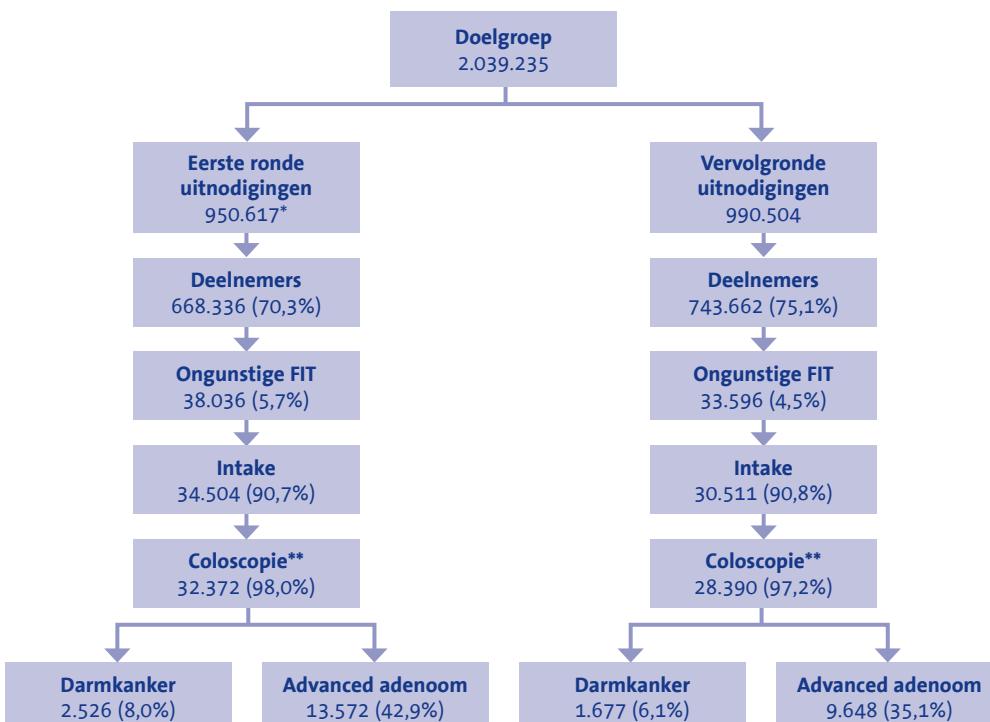 Doelgroep
2.039.235
Eerste ronde
uitnodigingen
950.617*
Deelnemers
668.336 (70,3%)
Ongunstige FIT
38.036 (5,7%)
Intake
34.504 (90,7%)
Coloscopie**
32.372 (98,0%)
Darmkanker
2.526 (8,0%)
Advanced adenoom
13.572 (42,9%)
Vervolgronde
uitnodigingen
990.504
Deelnemers
743.662 (75,1%)
Ongunstige FIT
33.596 (4,5%)
Intake
30.511 (90,8%)
Coloscopie**
28.390 (97,2%)
Darmkanker
1.677 (6,1%)
Advanced adenoom
9.648 (35,1%)